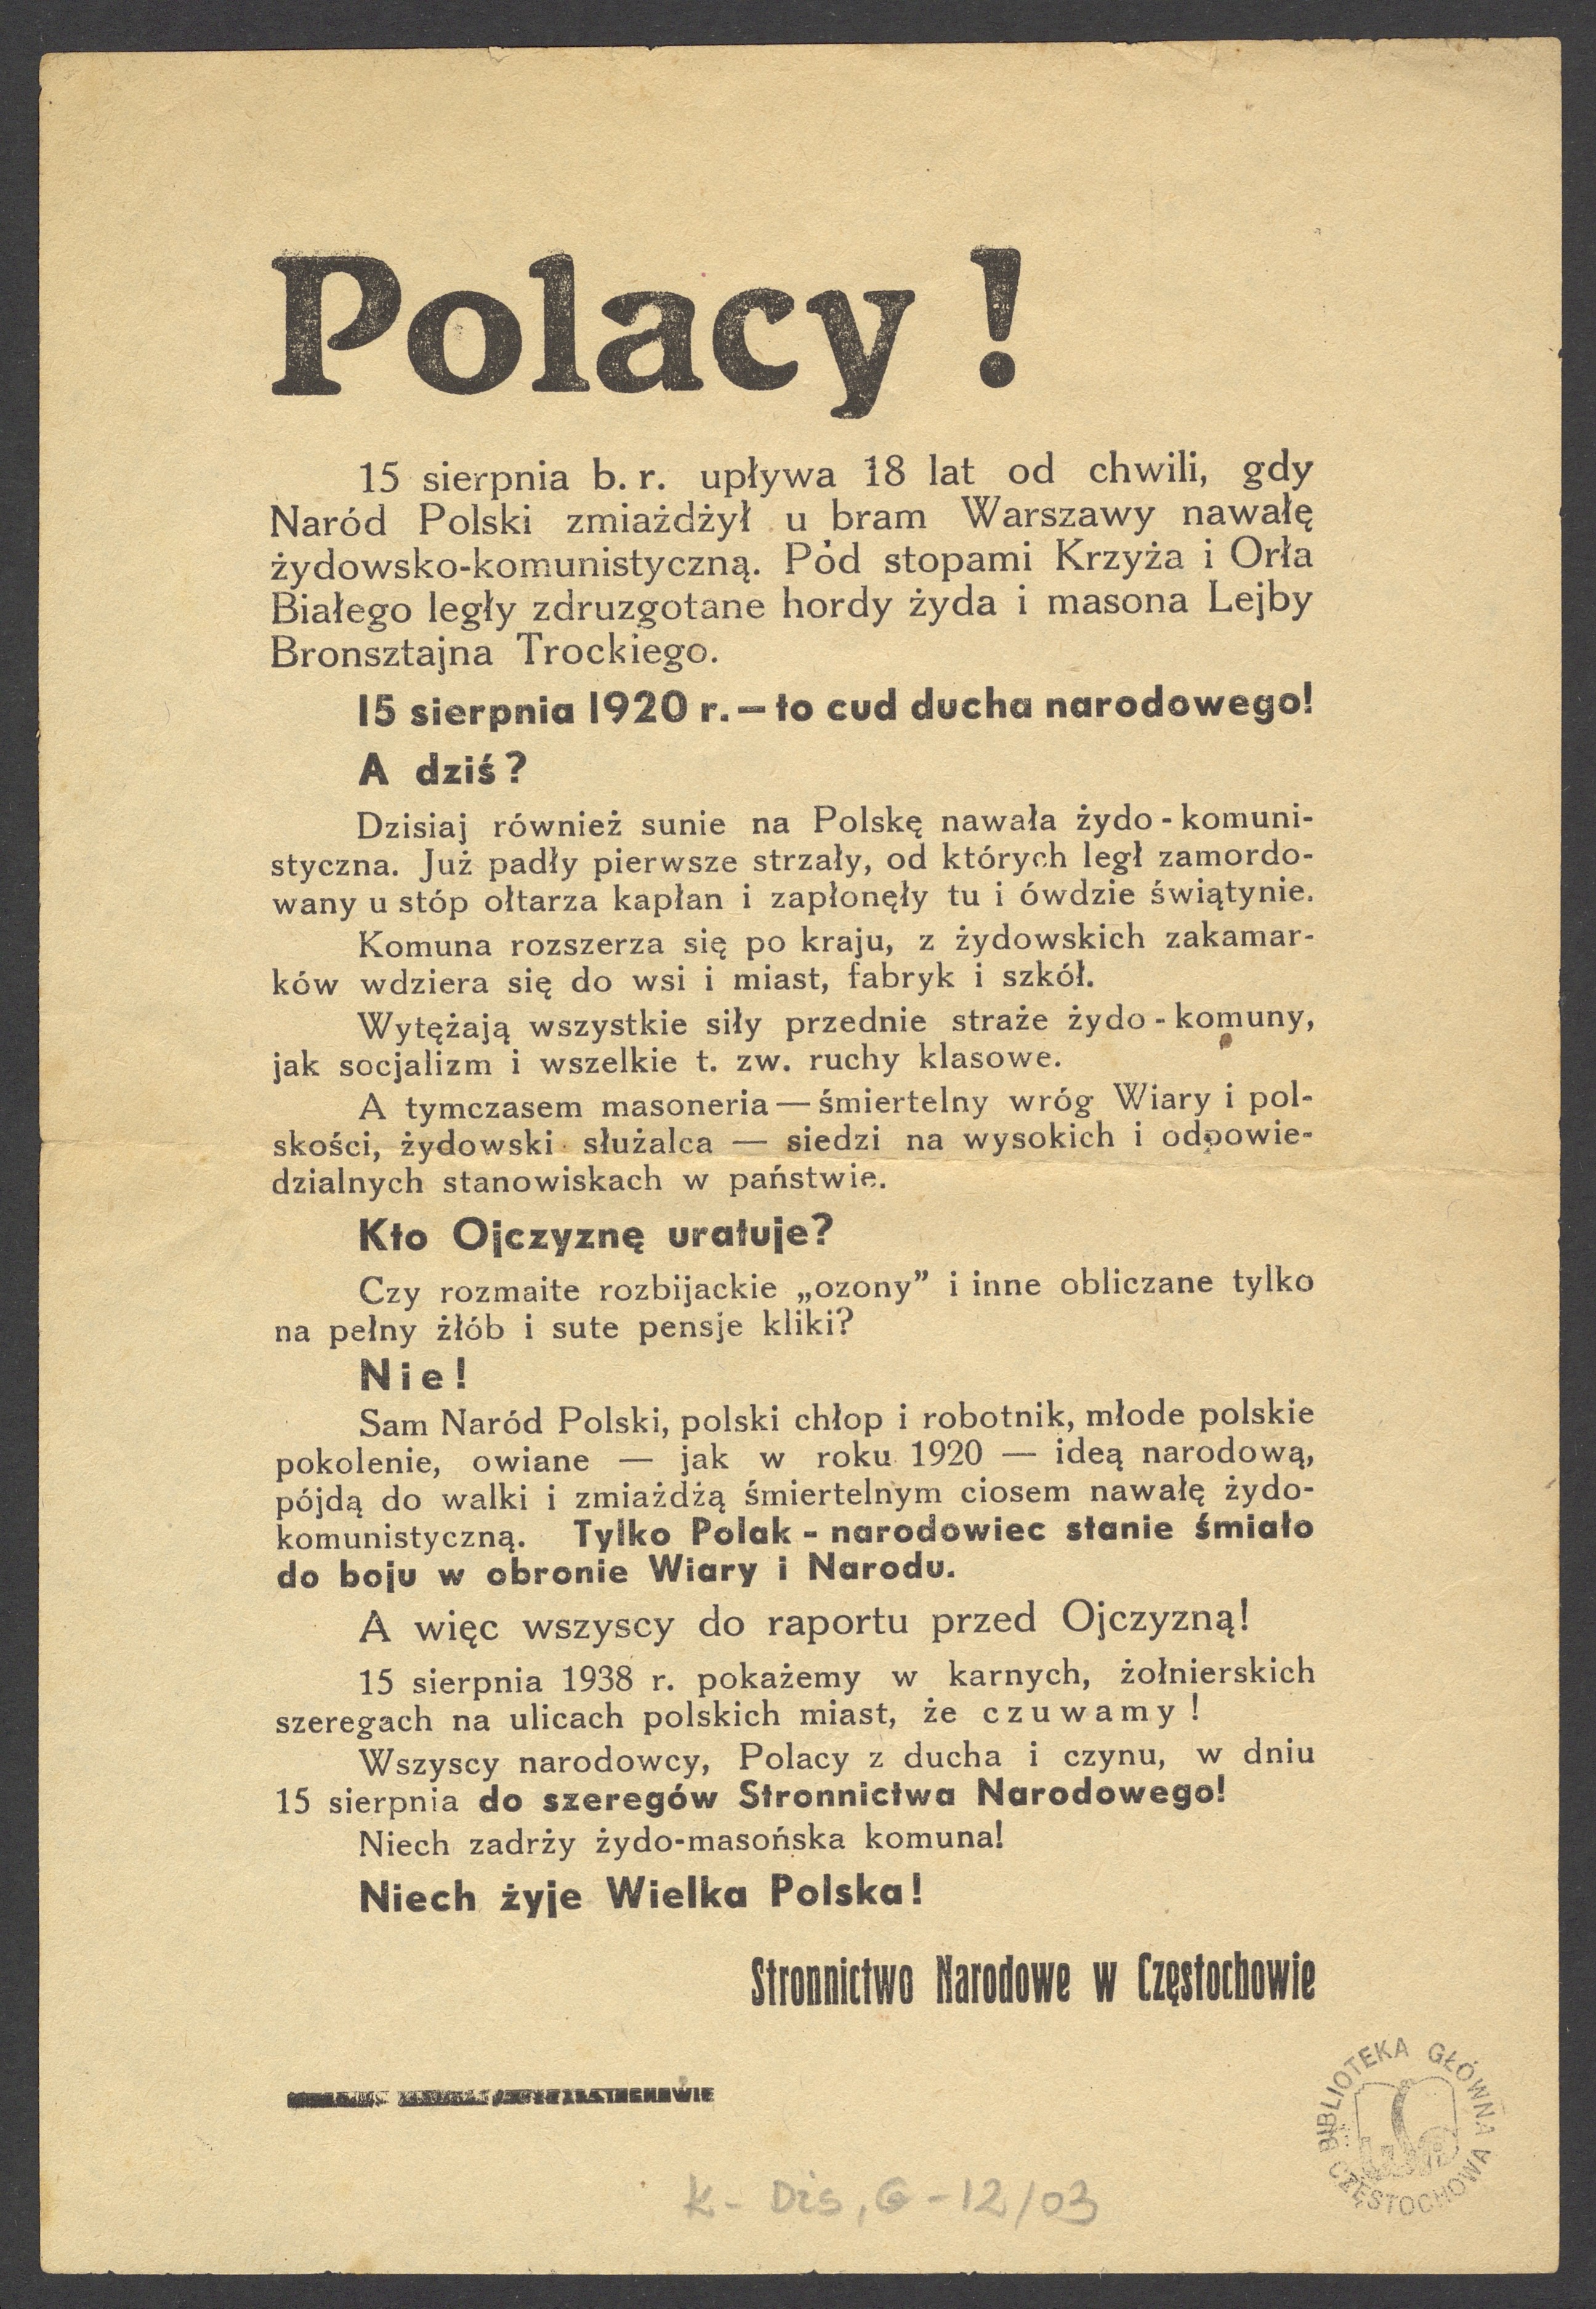 Polacy !
15 sierpnia b. r. upływa 18 lat od chwili, gdy
Naród Polski zmiażdżył u bram Warszawy nawałę
żydowsko-komunistyczną. Pod stopami Krzyża i Orła
Białego legły zdruzgotane hordy żyda i masona Lejby
Bronsztajna Trockiego.
15 sierpnia 1920 r. — to cud ducha narodowego!
A dziś?
Dzisiaj również sunie na Polskę nawała żydo - komuni-
styczna. Już padły pierwsze strzały, od których legł zamordo-
wany u stóp ołtarza kapłan i zapłonęły tu i ówdzie świątynie.
Komuna rozszerza się po kraju, z żydowskich zakamar-
ków wdziera się do wsi i miast, fabryk i szkół.
Wytężają wszystkie siły przednie straże żydo - komuny,
jak socjalizm i wszelkie t. zw. ruchy klasowe.
A tymczasem masoneria — śmiertelny wróg Wiary i pol-
skości, żydowski służalca — siedzi na wysokich i odpowie-
dzialnych stanowiskach w państwie.
Kto Ojczyznę uratuje?
Czy rozmaite rozbijackie „ozony” i inne obliczane tylko
na pełny żłób i sute pensje kliki?
Nie!
Sam Naród Polski, polski chłop i robotnik, młode polskie
pokolenie, owiane — jak w roku 1920 — ideą narodową,
pójdą do walki i zmiażdżą śmiertelnym ciosem nawałę żydo-
komunistyczną. Tylko Polak - narodowiec stanie śmiało
do boju w obronie Wiary i Narodu.
A więc wszyscy do raportu przed Ojczyzną!
15 sierpnia 1938 r. pokażemy w karnych, żołnierskich
szeregach na ulicach polskich miast, że czuwamy !
Wszyscy narodowcy, Polacy z ducha i czynu, w dniu
15 sierpnia do szeregów Stronnictwa Narodowego!
Niech zadrży żydo-masońska komuna!
Niech żyje Wielka Polska!
Stronnictwo Narodowe w Częstochowie
BIBLIOTEKA GŁÓWNA
CZĘSTOCHOWA
K - Dis, G - 12/03